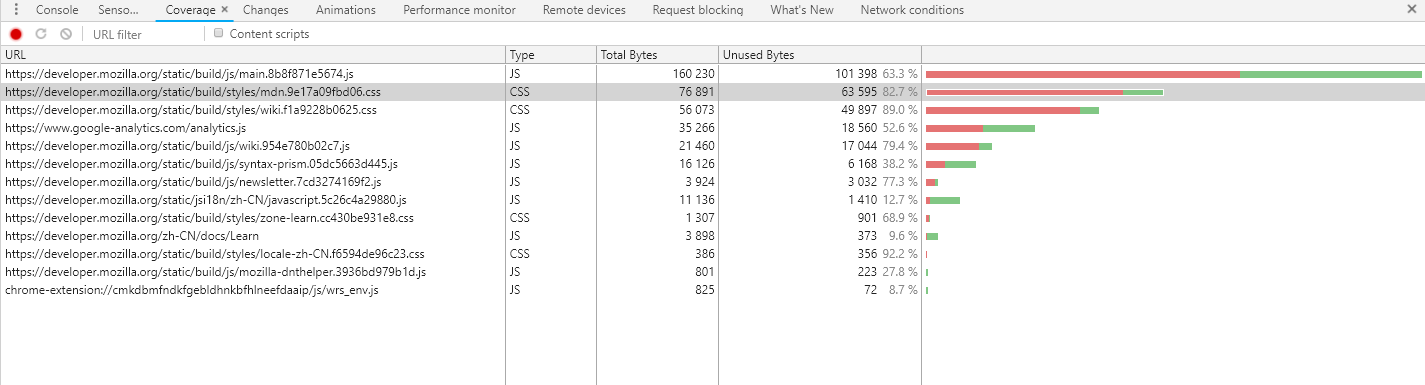 Console Senso... Coverage × Changes Animations Performance monitor Remote devices Request blocking What's New Network conditions
URL filter Content scripts
URL Type Total Bytes Unused Bytes
https://developer.mozilla.org/static/build/js/main.8b8f871e5674.js JS 160 230 101 398 63.3 %
https://developer.mozilla.org/static/build/styles/mdn.9e17a09fbd06.css CSS 76 891 63 595 82.7 %
https://developer.mozilla.org/static/build/styles/wiki.f1a9228b0625.css CSS 56 073 49 897 89.0 %
https://www.google-analytics.com/analytics.js JS 35 266 18 560 52.6 %
https://developer.mozilla.org/static/build/js/wiki.954e780b02c7.js JS 21 460 17 044 79.4 %
https://developer.mozilla.org/static/build/js/syntax-prism.05dc5663d445.js JS 16 126 6 168 38.2 %
https://developer.mozilla.org/static/build/js/newsletter.7cd3274169f2.js JS 3 924 3 032 77.3 %
https://developer.mozilla.org/static/jsi18n/zh-CN/javascript.5c26c4a29880.js JS 11 136 1 410 12.7 %
https://developer.mozilla.org/static/build/styles/zone-learn.cc430be931e8.css CSS 1 307 901 68.9 %
https://developer.mozilla.org/zh-CN/docs/Learn JS 3 898 373 9.6 %
https://developer.mozilla.org/static/build/styles/locale-zh-CN.f6594de96c23.css CSS 386 356 92.2 %
https://developer.mozilla.org/static/build/js/mozilla-dnthelper.3936bd979b1d.js JS 801 223 27.8 %
chrome-extension://cmkdbmfndkfgebldhnkbfhlneefdaaip/js/wrs_env.js JS 825 72 8.7 %